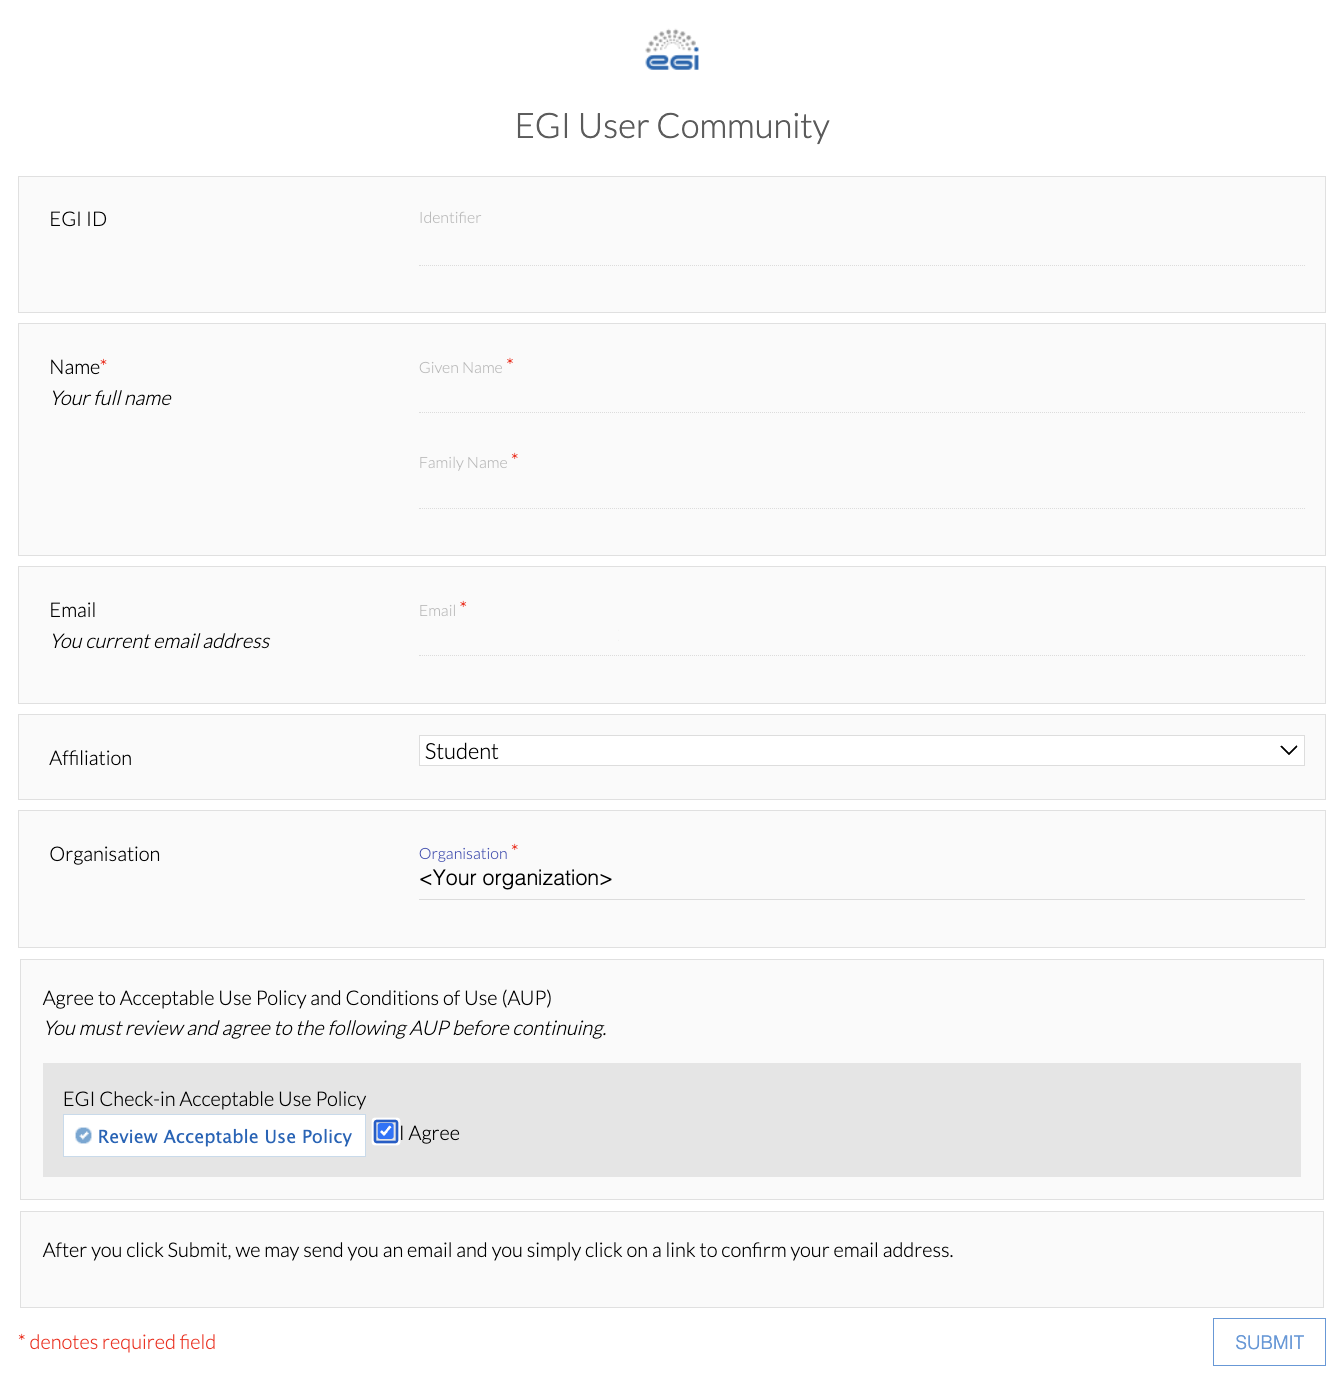 egi
EGI User Community
EGI ID
Identifier
Name*
Your full name
Given Name *
Family Name *
Email
You current email address
Email *
Affiliation
Student
Organisation
Organisation *
<Your organization>
Agree to Acceptable Use Policy and Conditions of Use (AUP)
You must review and agree to the following AUP before continuing.
EGI Check-in Acceptable Use Policy
Review Acceptable Use Policy I Agree
After you click Submit, we may send you an email and you simply click on a link to confirm your email address.
* denotes required field
SUBMIT